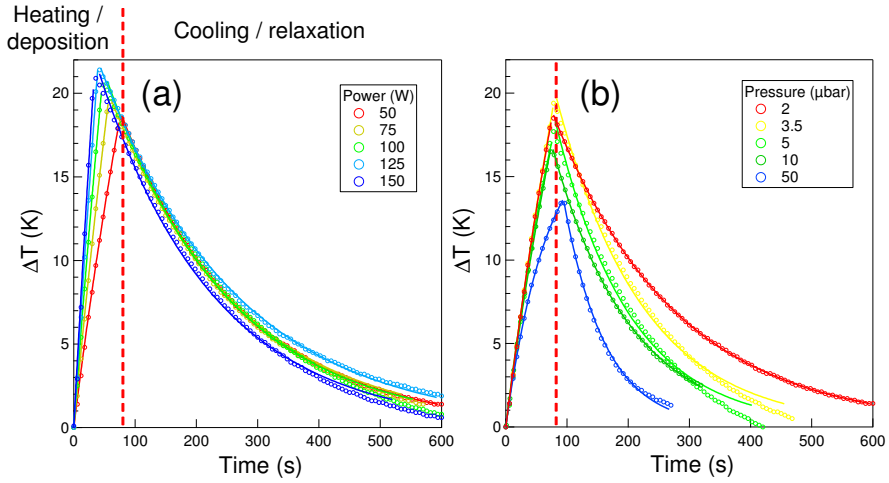 Heating /
deposition
Cooling / relaxation
(a)
Power (W)
50
75
100
125
150
ΔT (K)
20
15
10
5
0
0 100 200 300 400 500 600
Time (s)
(b)
Pressure (µbar)
2
3.5
5
10
50
ΔT (K)
20
15
10
5
0
0 100 200 300 400 500 600
Time (s)